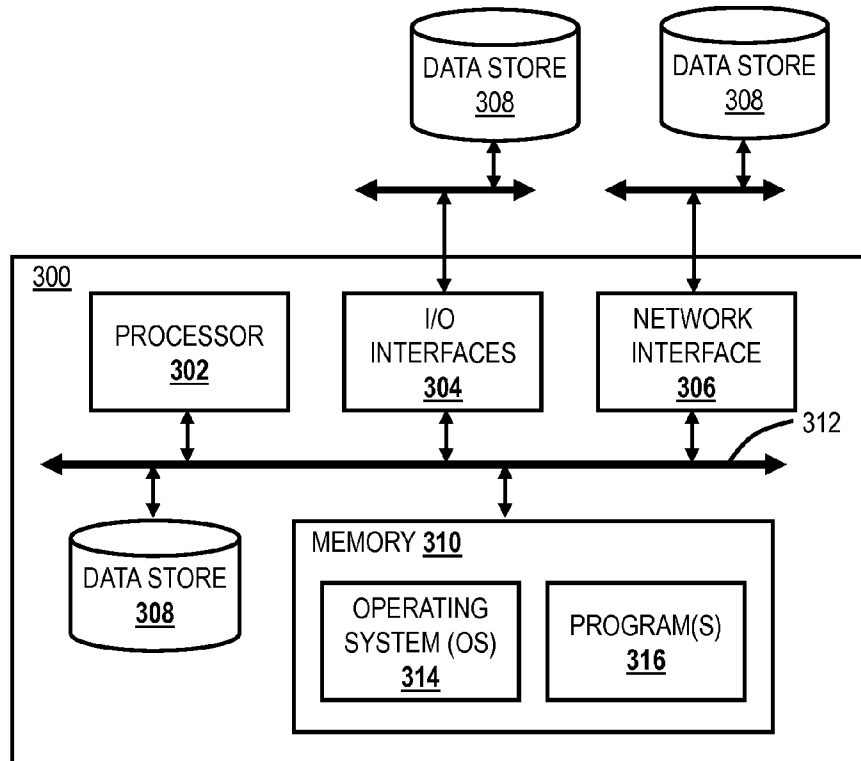 DATA STORE
308
DATA STORE
308
300
PROCESSOR
302
I/O
INTERFACES
304
NETWORK
INTERFACE
306
312
DATA STORE
308
MEMORY 310
OPERATING
SYSTEM (OS)
314
PROGRAM(S)
316